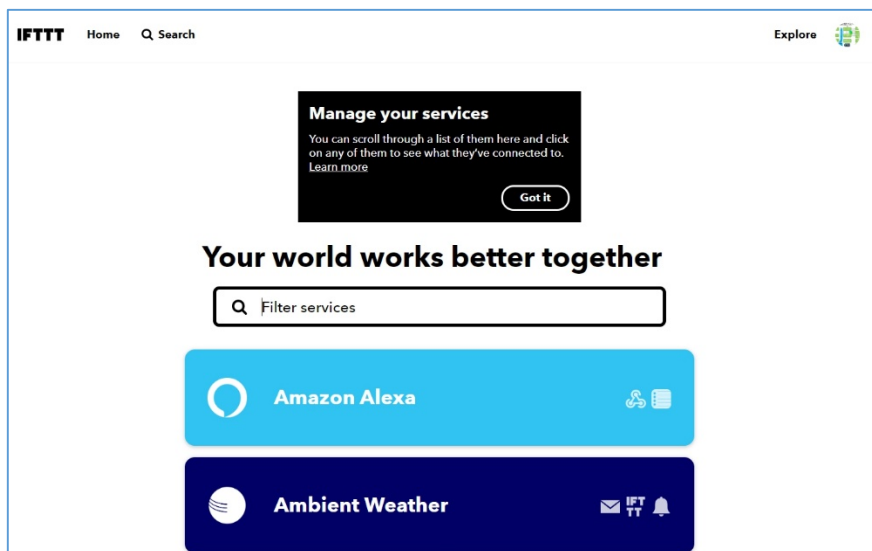 IFTTT Home Search Explore
Manage your services
You can scroll through a list of them here and click
on any of them to see what they've connected to.
Learn more
Got it
Your world works better together
Filter services
Amazon Alexa
Ambient Weather IFT
TT